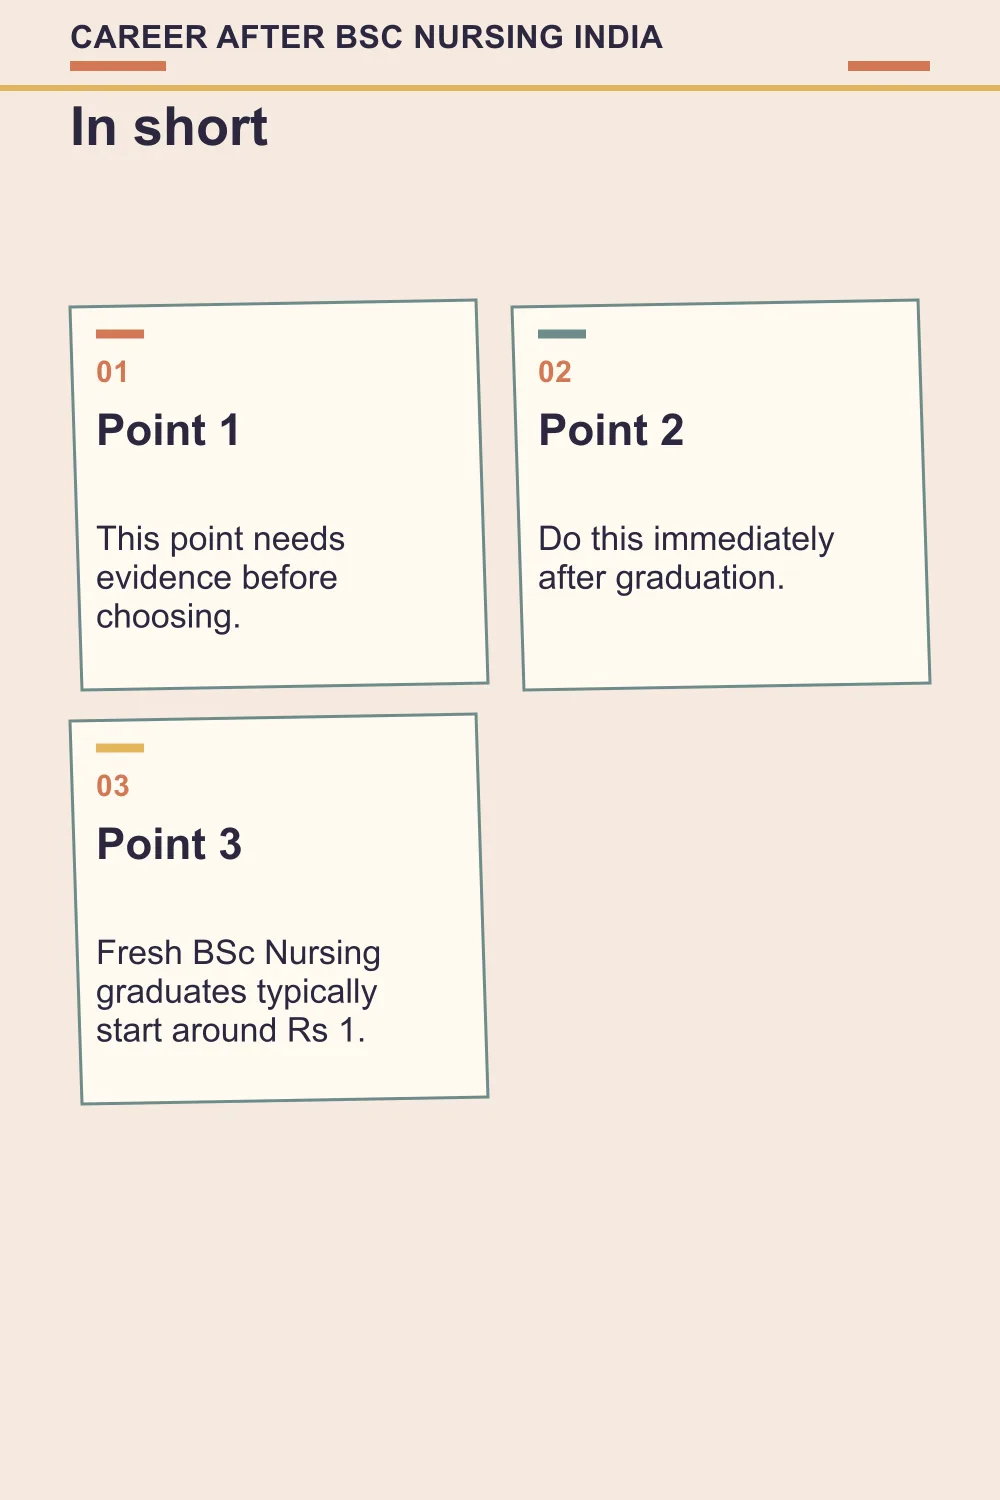 CAREER AFTER BSC NURSING INDIA
In short
01
Point 1
This point needs
evidence before
choosing.
02
Point 2
Do this immediately
after graduation.
03
Point 3
Fresh BSc Nursing
graduates typically
start around Rs 1.